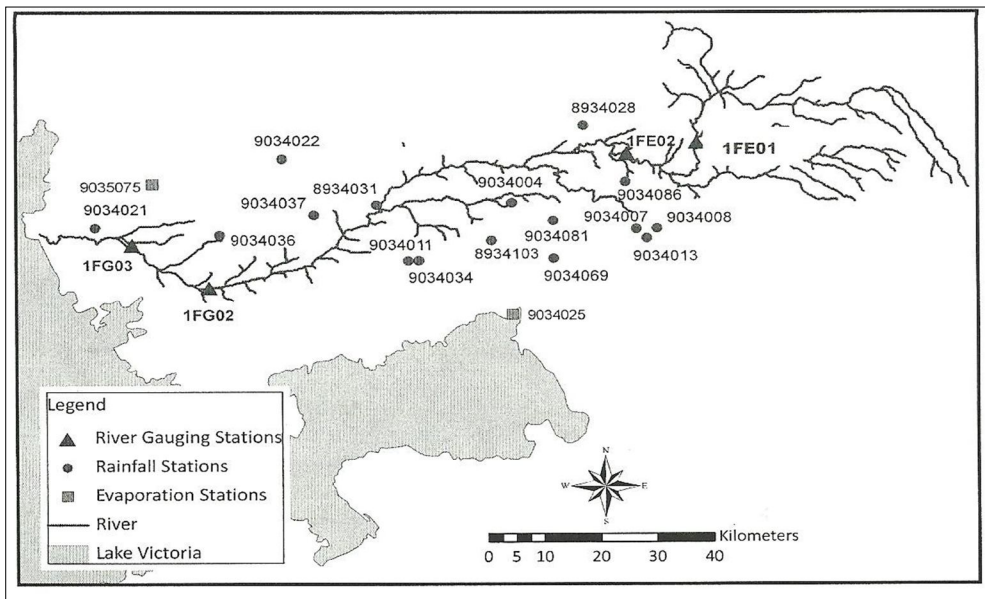 8934028
1FE02
1FE01
9034022
9035075
8934031
9034004
9034086
9034021
9034037
9034007
9034008
9034036
9034011
9034081
1FG03
8934103
9034013
9034034
9034069
1FG02
9034025
Legend
River Gauging Stations
Rainfall Stations
Evaporation Stations
River
Lake Victoria
N
W
E
S
Kilometers
0 5 10 20 30 40